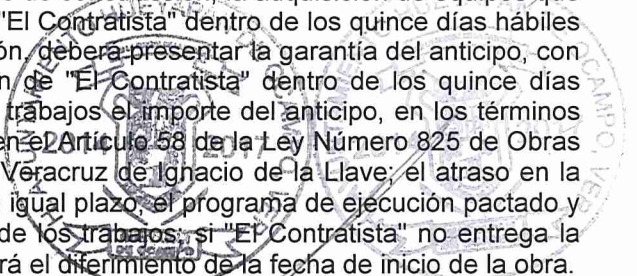 "El Contratista" dentro de los quince días hábiles
deberá presentar la garantía del anticipo, con
de "El Contratista" dentro de los quince días
trabajos el importe del anticipo, en los términos
en el Artículo 58 de la Ley Número 825 de Obras
Veracruz de Ignacio de la Llave; el atraso en la
igual plazo, el programa de ejecución pactado y
de los trabajos; si "El Contratista" no entrega la
rá el diferimiento de la fecha de inicio de la obra.
OCAMPO, VER